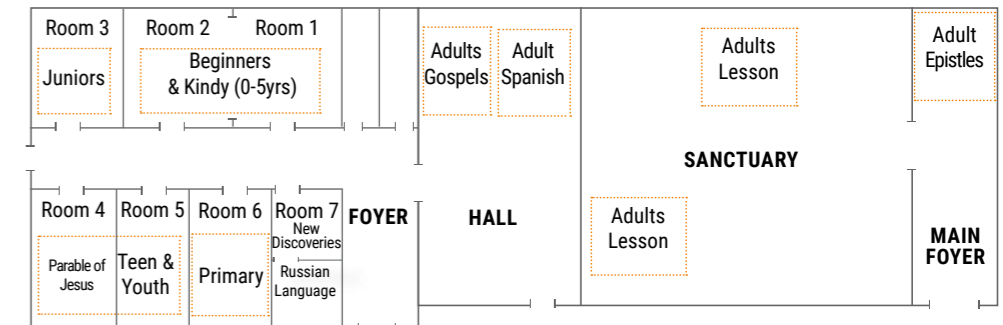 Room 3
Juniors
Room 2
Room 1
Beginners
& Kindy (0-5yrs)
Adults
Gospels
Adult
Spanish
Adults
Lesson
Adult
Epistles
SANCTUARY
Room 4
Parable of
Jesus
Room 5
Teen &
Youth
Room 6
Primary
Room 7
New
Discoveries
Russian
Language
FOYER
HALL
Adults
Lesson
MAIN
FOYER